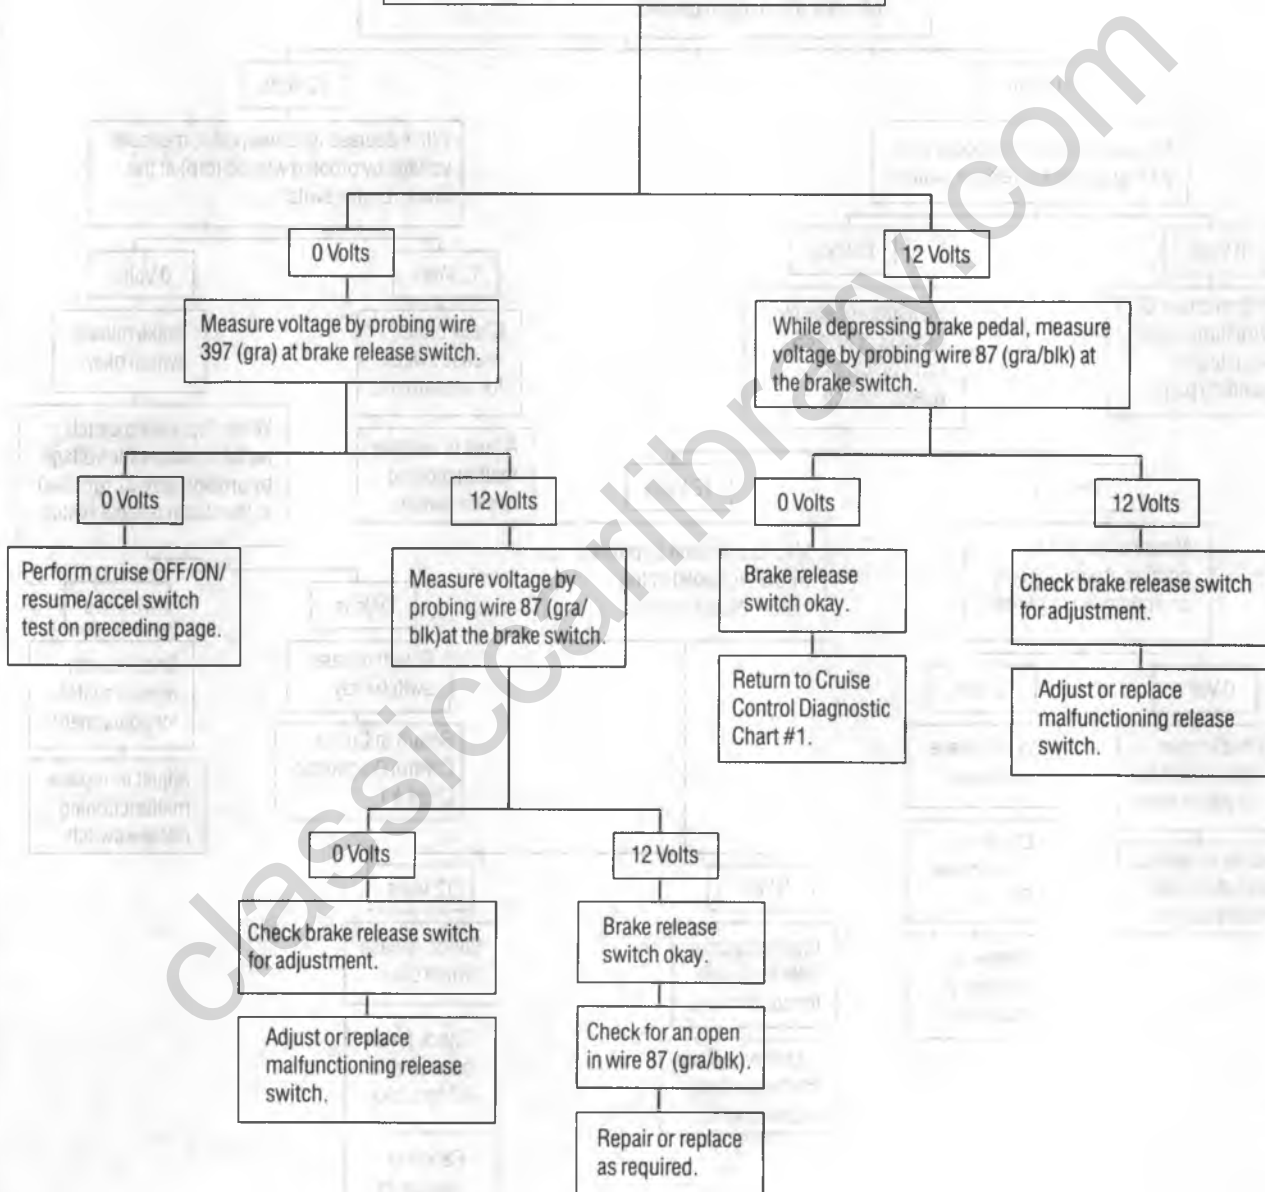 0 Volts
12 Volts
Measure voltage by probing wire
397 (gra) at brake release switch.
While depressing brake pedal, measure
voltage by probing wire 87 (gra/blk) at
the brake switch.
0 Volts
12 Volts
0 Volts
12 Volts
Perform cruise OFF/ON/
resume/accel switch
test on preceding page.
Measure voltage by
probing wire 87 (gra/
blk)at the brake switch.
Brake release
switch okay.
Check brake release switch
for adjustment.
Return to Cruise
Control Diagnostic
Chart #1.
Adjust or replace
malfunctioning release
switch.
0 Volts
12 Volts
Check brake release switch
for adjustment.
Brake release
switch okay.
Adjust or replace
malfunctioning release
switch.
Check for an open
in wire 87 (gra/blk).
Repair or replace
as required.
classiccarlibrary.com